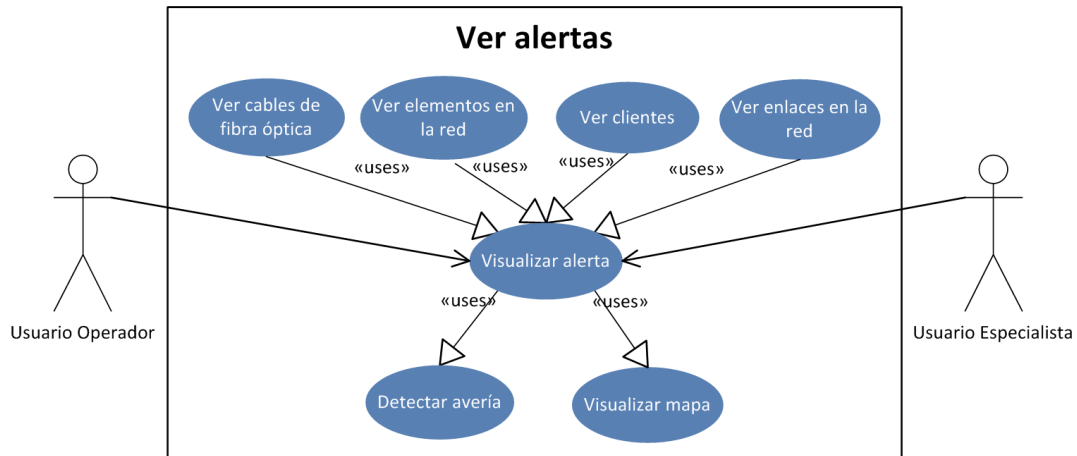 Ver alertas
Ver cables de
fibra óptica
Ver elementos en
la red
Ver clientes
Ver enlaces en la
red
«uses»
«uses»
«uses»
«uses»
Visualizar alerta
«uses»
«uses»
Usuario Operador
Usuario Especialista
Detectar avería
Visualizar mapa